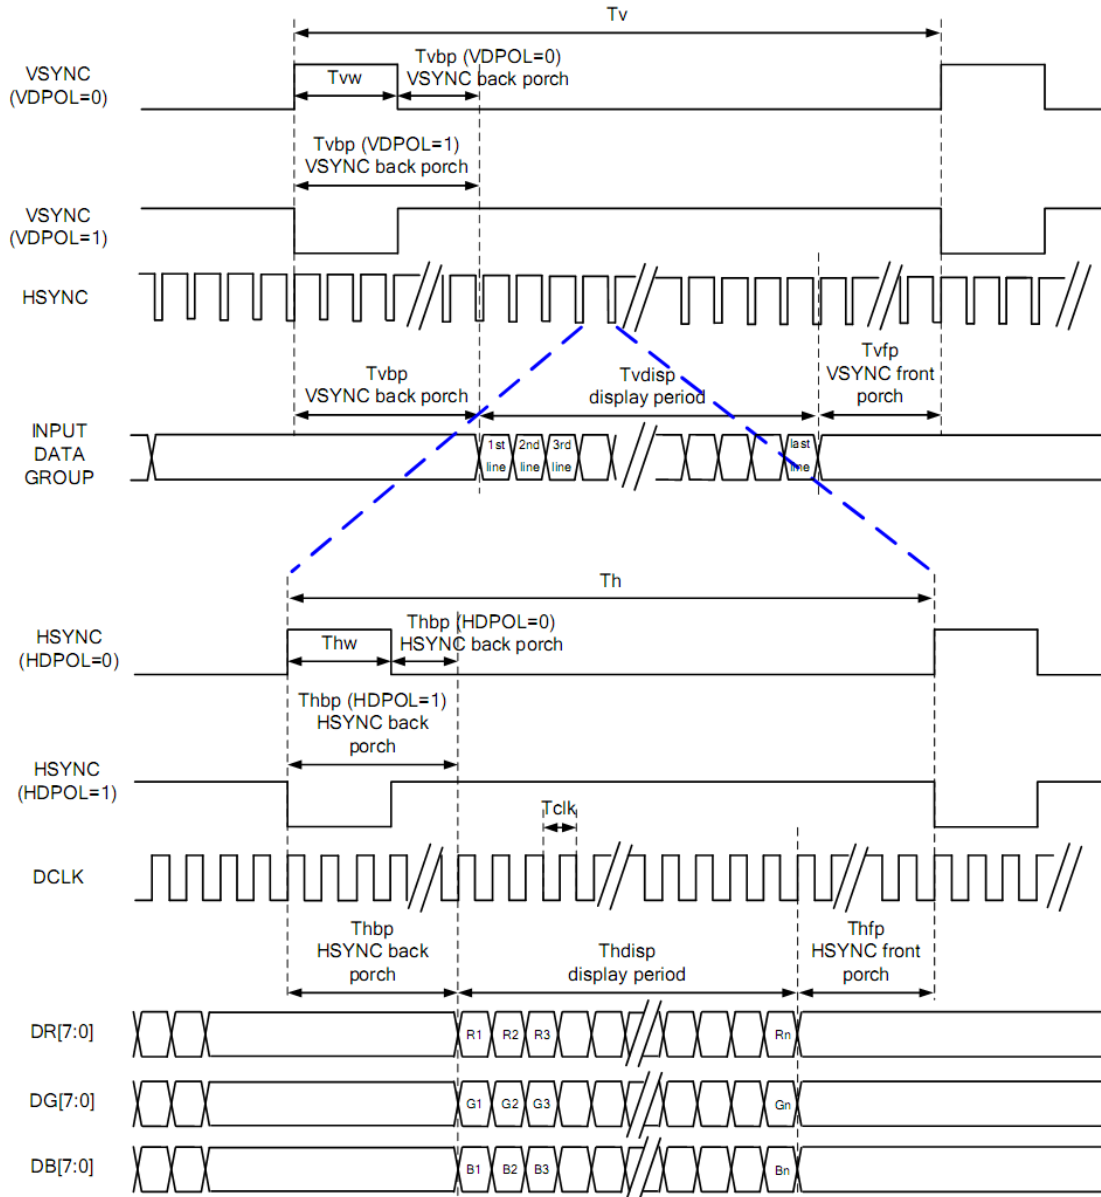 Tv
Tvbp (VDPOL=0)
VSYNC back porch
VSYNC
(VDPOL=0)
Tvw
Tvbp (VDPOL=1)
VSYNC back porch
VSYNC
(VDPOL=1)
HSYNC
Tvbp
VSYNC back porch
Tvdisp
display period
Tvfp
VSYNC front
porch
INPUT
DATA
GROUP
1st
line
2nd
line
3rd
line
last
line
Th
HSYNC
(HDPOL=0)
Thw
Thbp (HDPOL=0)
HSYNC back porch
Thbp (HDPOL=1)
HSYNC back
porch
HSYNC
(HDPOL=1)
Tclk
DCLK
Thbp
HSYNC back
porch
Thdisp
display period
Thfp
HSYNC front
porch
DR[7:0] R1 R2 R3 Rn
DG[7:0] G1 G2 G3 Gn
DB[7:0] B1 B2 B3 Bn